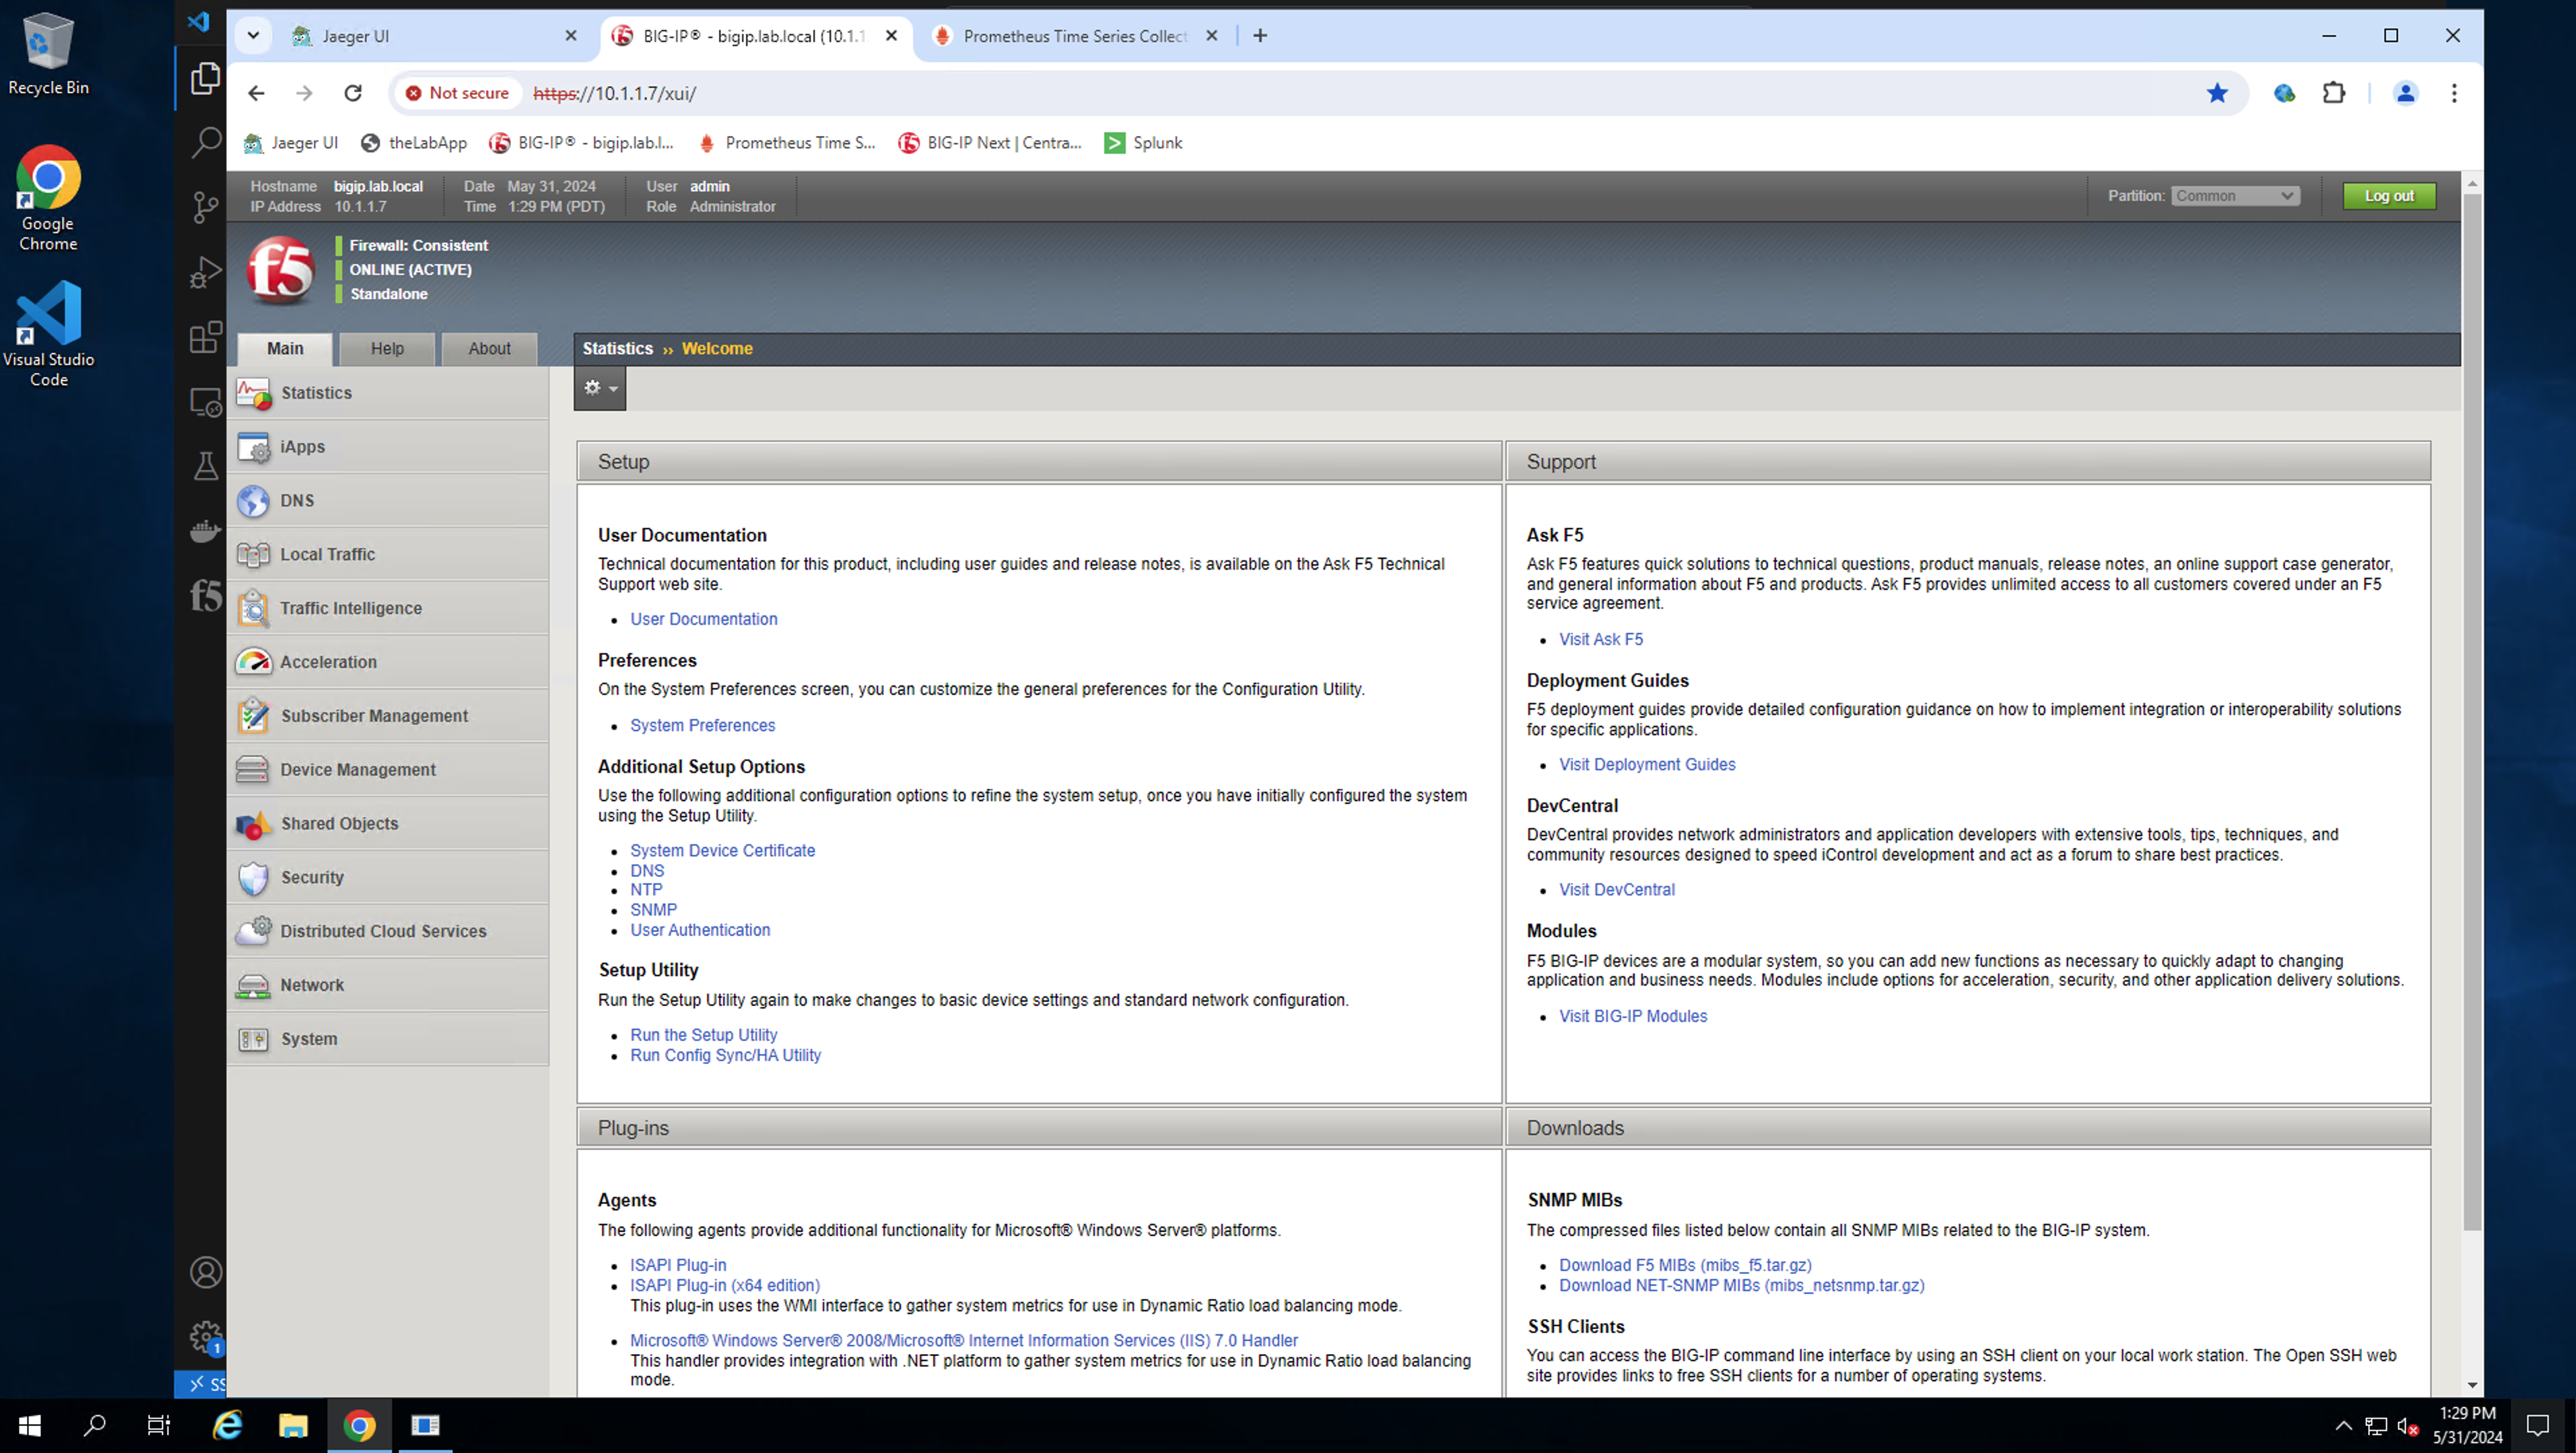 Recycle Bin
Google
Chrome
Visual Studio
Code
Jaeger UI
BIG-IP® - bigip.lab.local (10.1.1
Prometheus Time Series Collect
Not secure
https://10.1.1.7/xui/
Jaeger UI
theLabApp
BIG-IP® - bigip.lab.l...
Prometheus Time S...
BIG-IP Next | Centra...
Splunk
Hostname bigip.lab.local
IP Address 10.1.1.7
Date May 31, 2024
Time 1:29 PM (PDT)
User admin
Role Administrator
Partition: Common
Log out
f5
Firewall: Consistent
ONLINE (ACTIVE)
Standalone
Main
Help
About
Statistics ›› Welcome
Statistics
iApps
DNS
Local Traffic
Traffic Intelligence
Acceleration
Subscriber Management
Device Management
Shared Objects
Security
Distributed Cloud Services
Network
System
f5
1
SS
Setup
User Documentation
Technical documentation for this product, including user guides and release notes, is available on the Ask F5 Technical
Support web site.
User Documentation
Preferences
On the System Preferences screen, you can customize the general preferences for the Configuration Utility.
System Preferences
Additional Setup Options
Use the following additional configuration options to refine the system setup, once you have initially configured the system
using the Setup Utility.
System Device Certificate
DNS
NTP
SNMP
User Authentication
Setup Utility
Run the Setup Utility again to make changes to basic device settings and standard network configuration.
Run the Setup Utility
Run Config Sync/HA Utility
Support
Ask F5
Ask F5 features quick solutions to technical questions, product manuals, release notes, an online support case generator,
and general information about F5 and products. Ask F5 provides unlimited access to all customers covered under an F5
service agreement.
Visit Ask F5
Deployment Guides
F5 deployment guides provide detailed configuration guidance on how to implement integration or interoperability solutions
for specific applications.
Visit Deployment Guides
DevCentral
DevCentral provides network administrators and application developers with extensive tools, tips, techniques, and
community resources designed to speed iControl development and act as a forum to share best practices.
Visit DevCentral
Modules
F5 BIG-IP devices are a modular system, so you can add new functions as necessary to quickly adapt to changing
application and business needs. Modules include options for acceleration, security, and other application delivery solutions.
Visit BIG-IP Modules
Plug-ins
Agents
The following agents provide additional functionality for Microsoft® Windows Server® platforms.
ISAPI Plug-in
ISAPI Plug-in (x64 edition)
This plug-in uses the WMI interface to gather system metrics for use in Dynamic Ratio load balancing mode.
Microsoft® Windows Server® 2008/Microsoft® Internet Information Services (IIS) 7.0 Handler
This handler provides integration with .NET platform to gather system metrics for use in Dynamic Ratio load balancing
mode.
Downloads
SNMP MIBs
The compressed files listed below contain all SNMP MIBs related to the BIG-IP system.
Download F5 MIBs (mibs_f5.tar.gz)
Download NET-SNMP MIBs (mibs_netsnmp.tar.gz)
SSH Clients
You can access the BIG-IP command line interface by using an SSH client on your local work station. The Open SSH web
site provides links to free SSH clients for a number of operating systems.
1:29 PM
5/31/2024